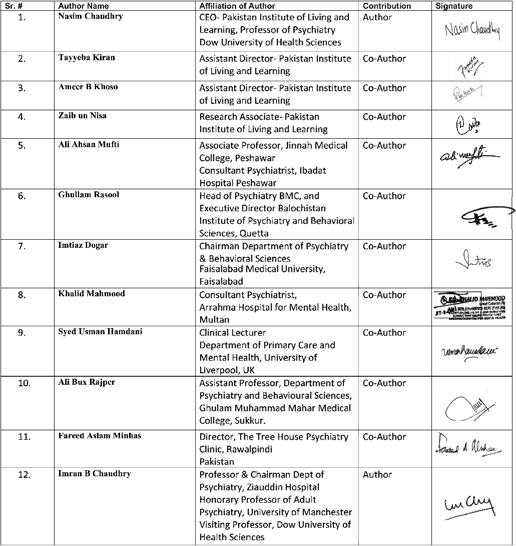 Sr. # Author Name Affiliation of Author Contribution Signature
1. Nasim Chaudhry CEO- Pakistan Institute of Living and Author Nasim Chaudhry
Learning, Professor of Psychiatry
Dow University of Health Sciences
2. Tayyeba Kiran Assistant Director- Pakistan Institute Co-Author
of Living and Learning
3. Ameer B Khoso Assistant Director- Pakistan Institute Co-Author
of Living and Learning
4. Zaib un Nisa Research Associate- Pakistan Co-Author
Institute of Living and Learning
5. Ali Ahsan Mufti Associate Professor, Jinnah Medical Co-Author
College, Peshawar
Consultant Psychiatrist, Ibadat
Hospital Peshawar
6. Ghullam Rasool Head of Psychiatry BMC, and Co-Author
Executive Director Balochistan
Institute of Psychiatry and Behavioral
Sciences, Quetta
7. Imtiaz Dogar Chairman Department of Psychiatry Co-Author
& Behavioral Sciences
Faisalabad Medical University,
Faisalabad
8. Khalid Mahmood Consultant Psychiatrist, Co-Author KHALID MAHMOOD
Arrahma Hospital for Mental Health,
Multan
9. Syed Usman Hamdani Clinical Lecturer Co-Author
Department of Primary Care and
Mental Health, University of
Liverpool, UK
10. Ali Bux Rajper Assistant Professor, Department of Co-Author
Psychiatry and Behavioural Sciences,
Ghulam Muhammad Mahar Medical
College, Sukkur.
11. Fareed Aslam Minhas Director, The Tree House Psychiatry Co-Author
Clinic, Rawalpindi
Pakistan
12. Imran B Chaudhry Professor & Chairman Dept of Author
Psychiatry, Ziauddin Hospital
Honorary Professor of Adult
Psychiatry, University of Manchester
Visiting Professor, Dow University of
Health Sciences